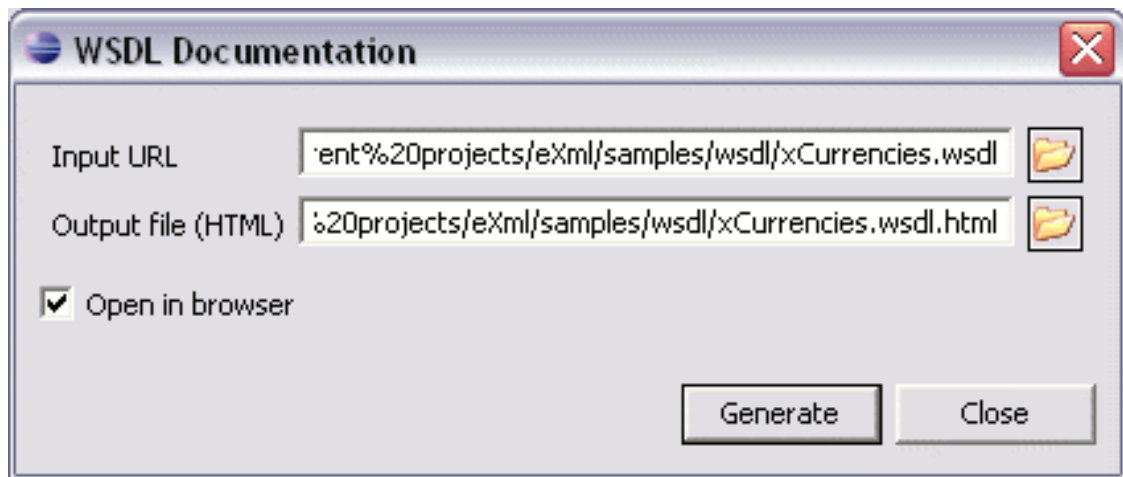 WSDL Documentation
Input URL
rent%20projects/eXml/samples/wsdl/xCurrencies.wsdl
Output file (HTML)
%20projects/eXml/samples/wsdl/xCurrencies.wsdl.html
Open in browser
Generate
Close